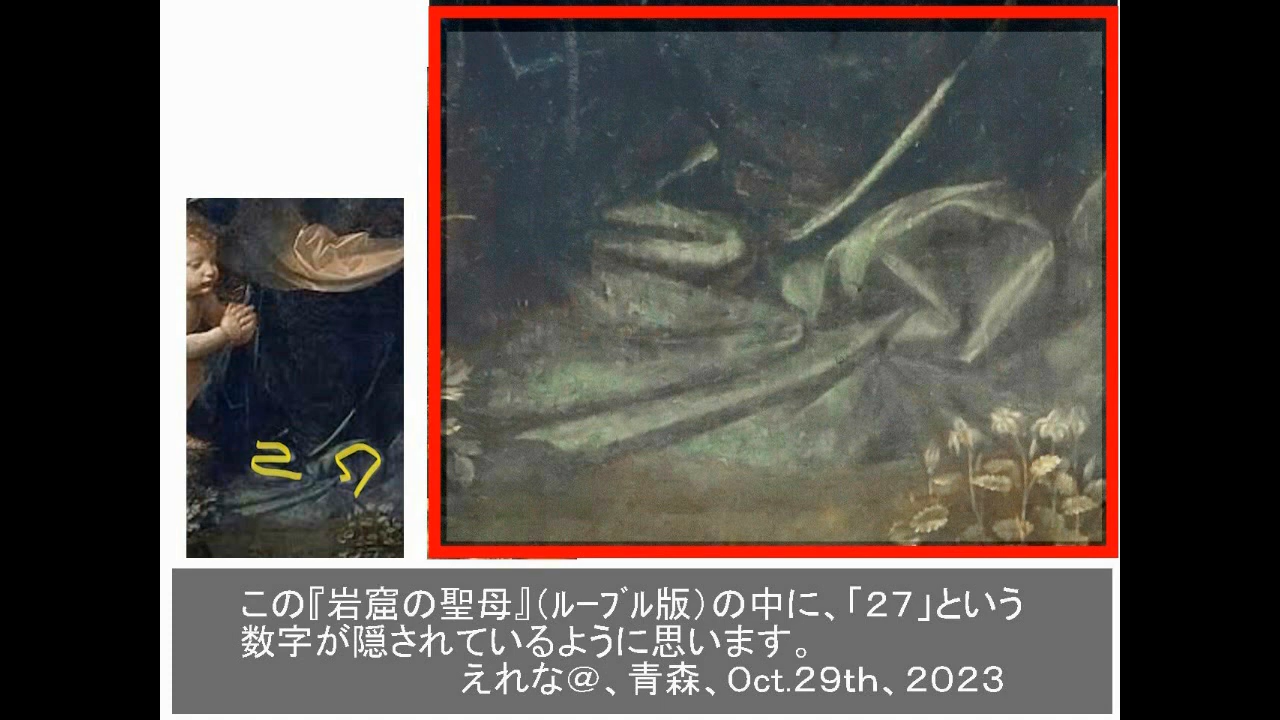 27
この『岩窟の聖母』（ﾙｰﾌﾞﾙ版）の中に、「２７」という
数字が隠されているように思います。
えれな＠、青森、Oct.29th、２０２３